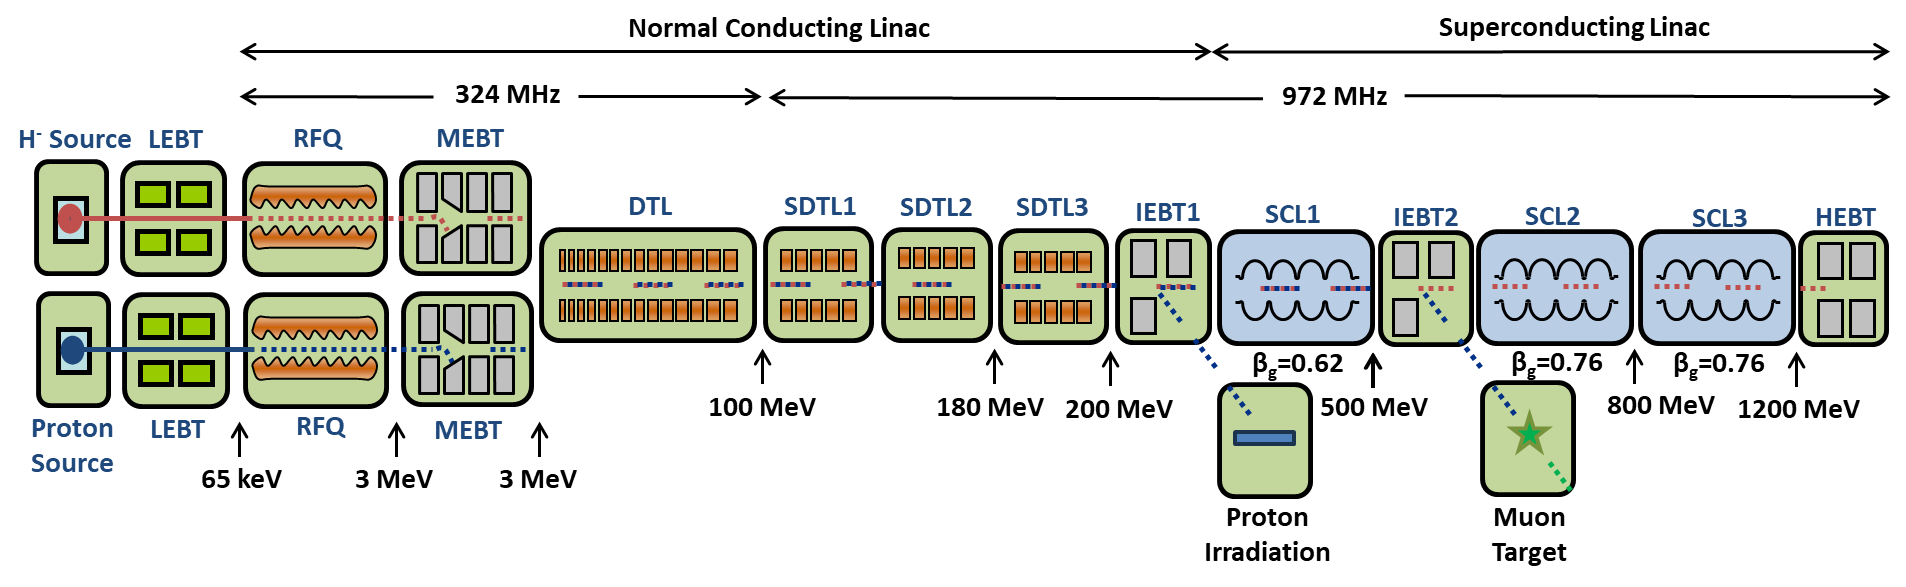 Normal Conducting Linac
Superconducting Linac
324 MHz
972 MHz
H- Source
LEBT
RFQ
MEBT
DTL
SDTL1
SDTL2
SDTL3
IEBT1
SCL1
IEBT2
SCL2
SCL3
HEBT
βg=0.62
βg=0.76
βg=0.76
100 MeV
180 MeV
200 MeV
500 MeV
800 MeV
1200 MeV
Proton
Source
LEBT
RFQ
MEBT
65 keV
3 MeV
3 MeV
Proton
Irradiation
Muon
Target